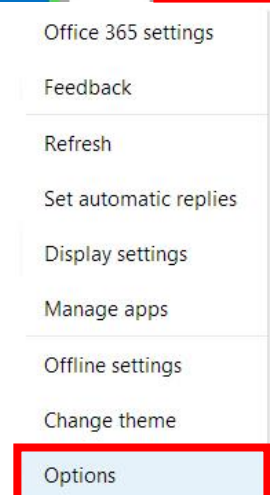 Office 365 settings
Feedback
Refresh
Set automatic replies
Display settings
Manage apps
Offline settings
Change theme
Options